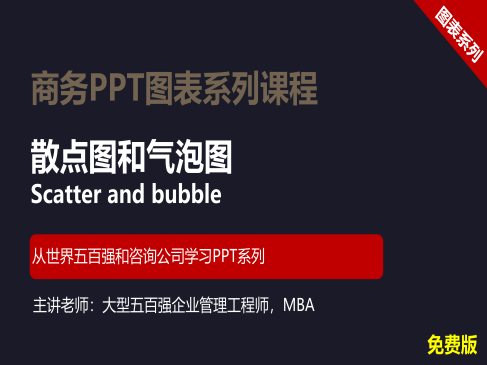 图表系列
商务PPT图表系列课程
散点图和气泡图
Scatter and bubble
从世界五百强和咨询公司学习PPT系列
主讲老师：大型五百强企业管理工程师，MBA
免费版